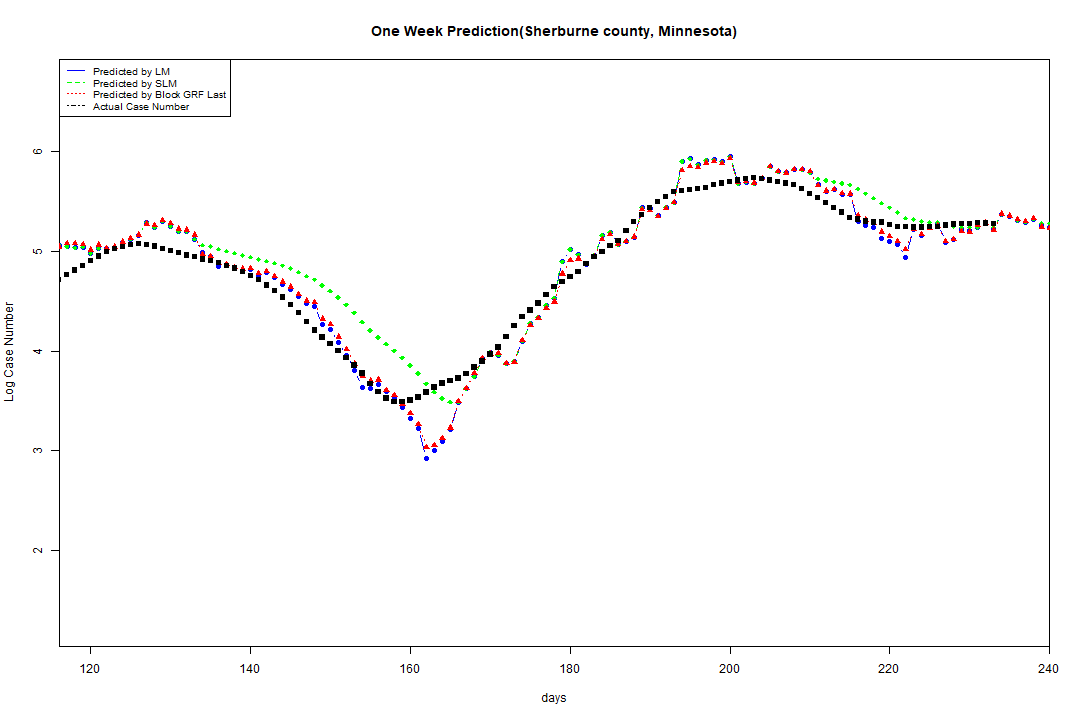 One Week Prediction(Sherburne county, Minnesota)
Predicted by LM
Predicted by SLM
Predicted by Block GRF Last
Actual Case Number
6
5
4
3
2
Log Case Number
120 140 160 180 200 220 240
days